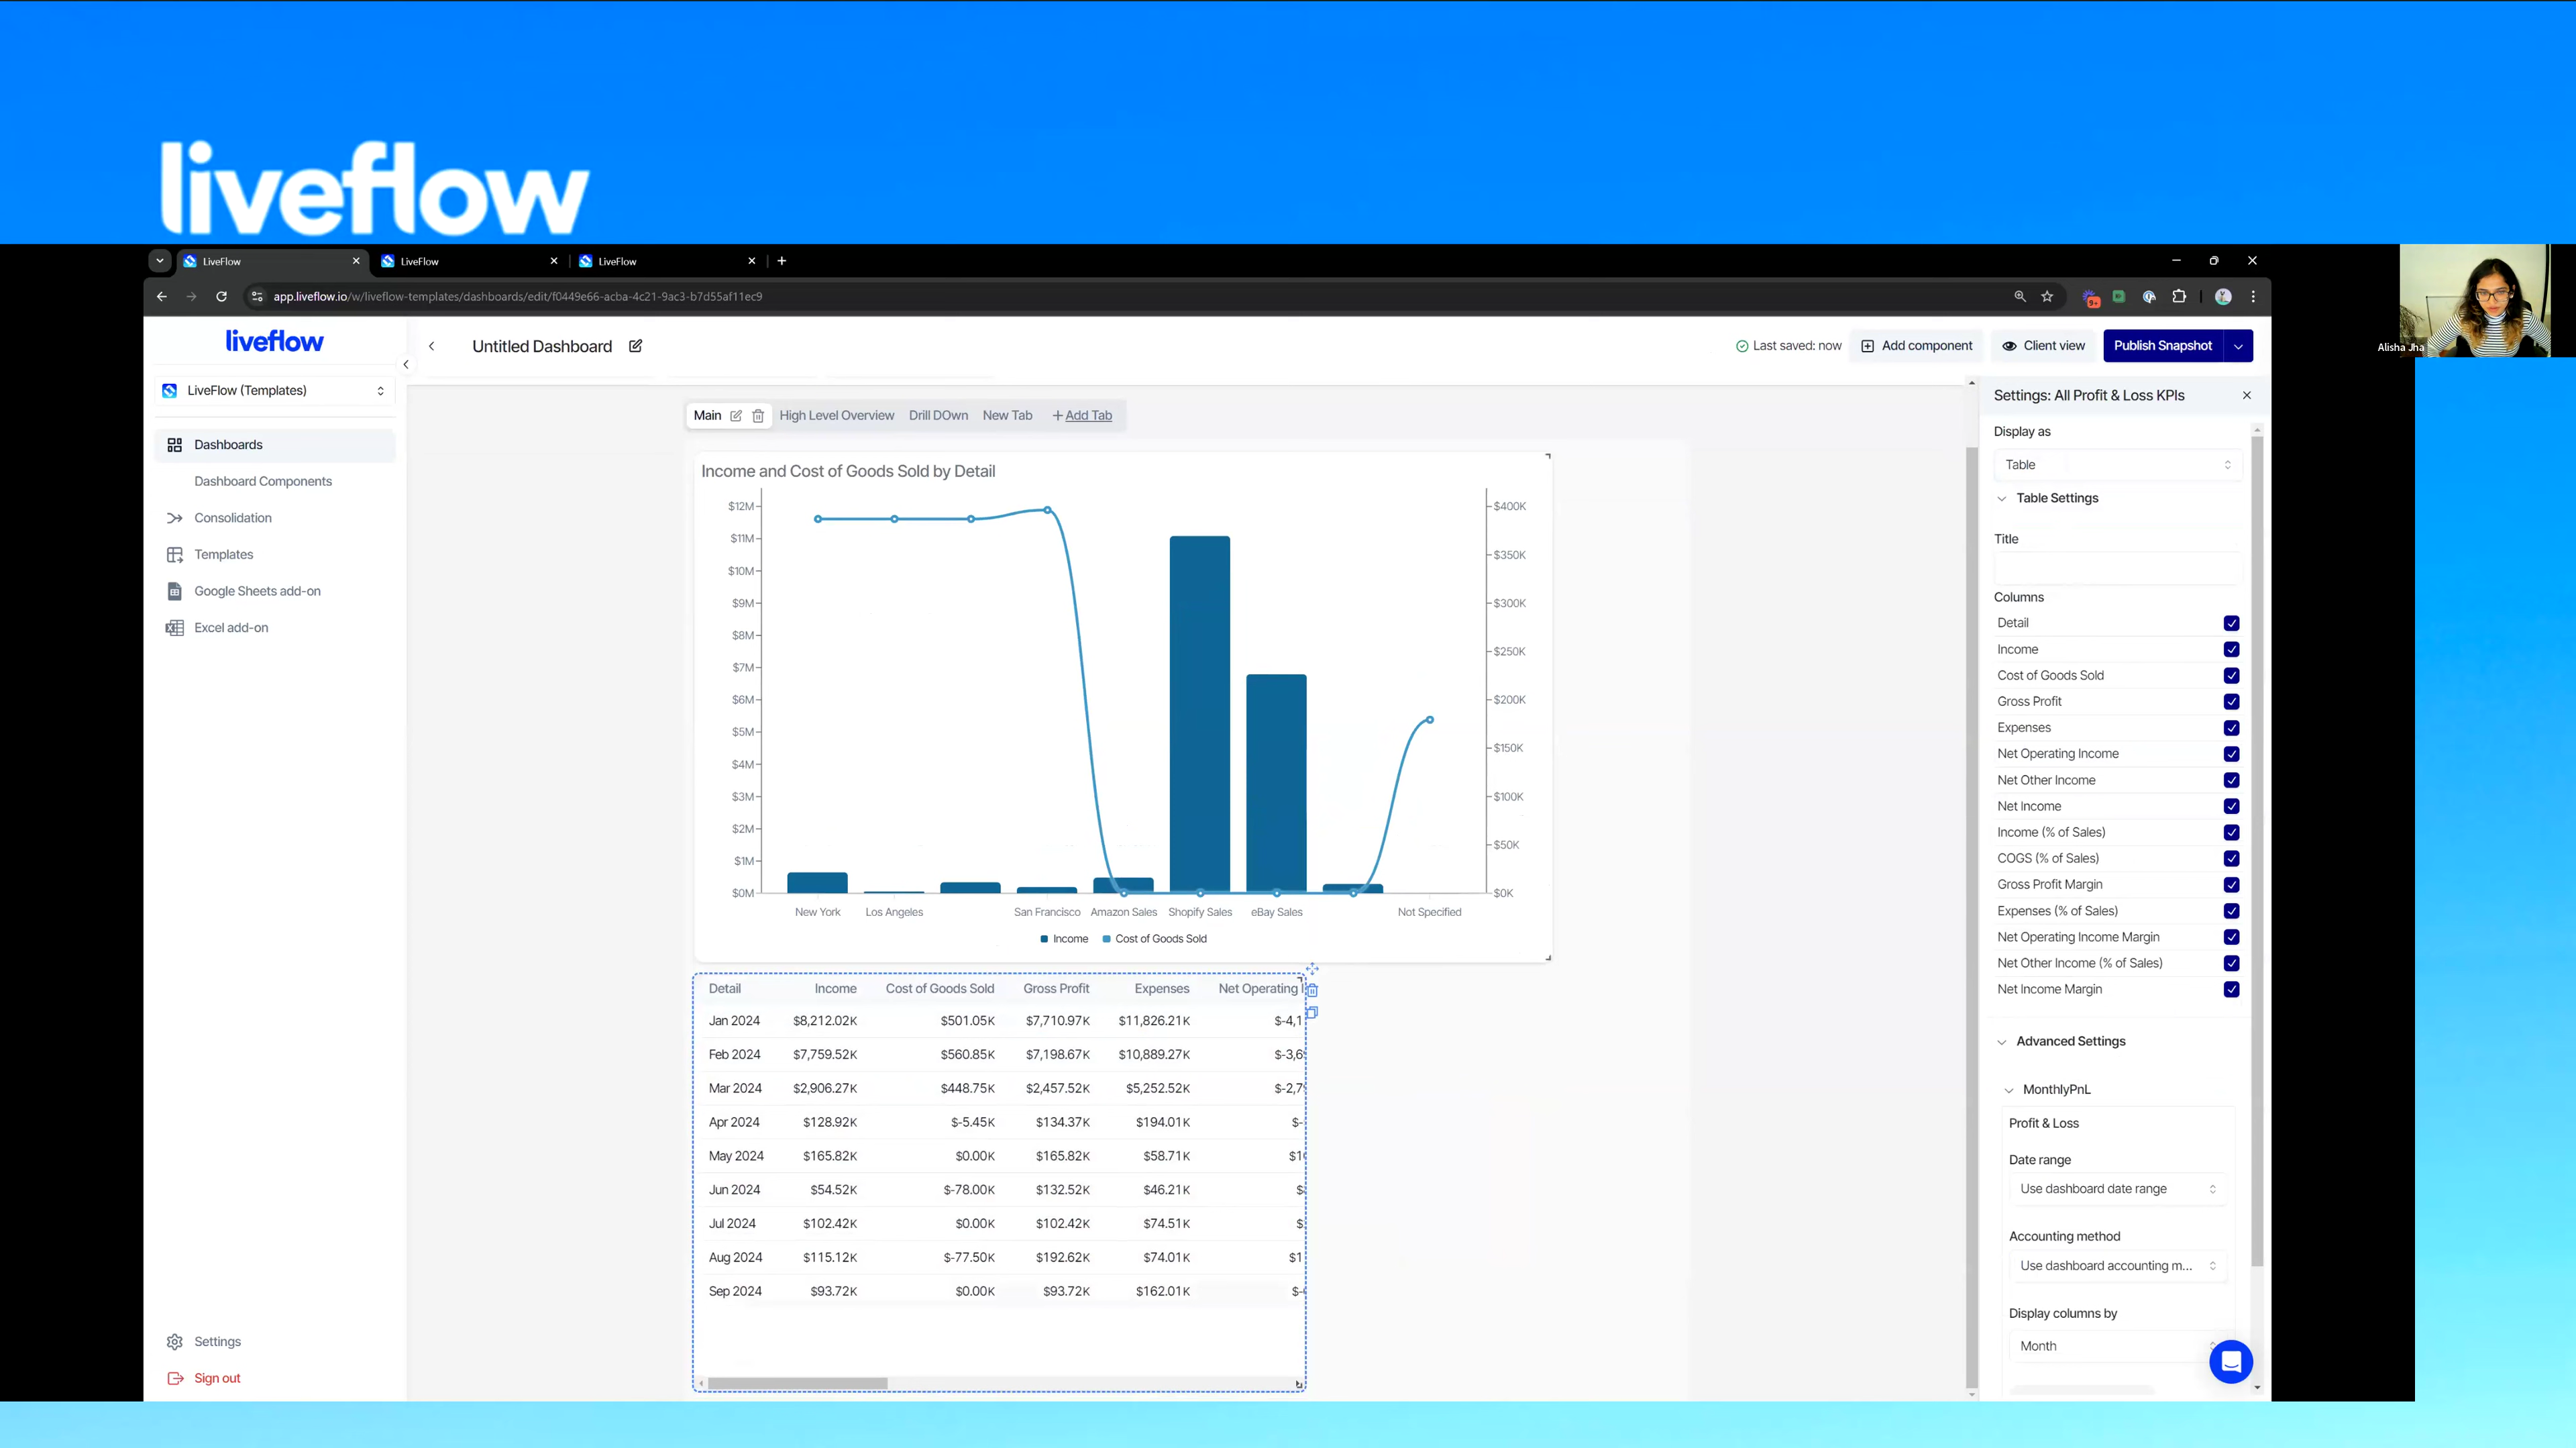 liveflow
LiveFlow
LiveFlow
LiveFlow
app.liveflow.io/w/liveflow-templates/dashboards/edit/f0449e66-acba-4c21-9ac3-b7d55af11ec9
9+
Alisha Jha
liveflow
LiveFlow (Templates)
Dashboards
Dashboard Components
Consolidation
Templates
Google Sheets add-on
Excel add-on
Settings
Sign out
Untitled Dashboard
Last saved: now
Add component
Client view
Publish Snapshot
Main
High Level Overview
Drill DOwn
New Tab
+ Add Tab
Income and Cost of Goods Sold by Detail
$12M
$11M
$10M
$9M
$8M
$7M
$6M
$5M
$4M
$3M
$2M
$1M
$0M
$400K
$350K
$300K
$250K
$200K
$150K
$100K
$50K
$0K
New York Los Angeles San Francisco Amazon Sales Shopify Sales eBay Sales Not Specified
Income Cost of Goods Sold
Detail Income Cost of Goods Sold Gross Profit Expenses Net Operating I
Jan 2024 $8,212.02K $501.05K $7,710.97K $11,826.21K $-4,1
Feb 2024 $7,759.52K $560.85K $7,198.67K $10,889.27K $-3,6
Mar 2024 $2,906.27K $448.75K $2,457.52K $5,252.52K $-2,7
Apr 2024 $128.92K $-5.45K $134.37K $194.01K $-
May 2024 $165.82K $0.00K $165.82K $58.71K $1
Jun 2024 $54.52K $-78.00K $132.52K $46.21K $
Jul 2024 $102.42K $0.00K $102.42K $74.51K $
Aug 2024 $115.12K $-77.50K $192.62K $74.01K $1
Sep 2024 $93.72K $0.00K $93.72K $162.01K $-
Settings: All Profit & Loss KPIs
Display as
Table
Table Settings
Title
Columns
Detail
Income
Cost of Goods Sold
Gross Profit
Expenses
Net Operating Income
Net Other Income
Net Income
Income (% of Sales)
COGS (% of Sales)
Gross Profit Margin
Expenses (% of Sales)
Net Operating Income Margin
Net Other Income (% of Sales)
Net Income Margin
Advanced Settings
MonthlyPnL
Profit & Loss
Date range
Use dashboard date range
Accounting method
Use dashboard accounting m...
Display columns by
Month